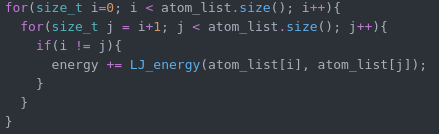 for(size_t i=0; i < atom_list.size(); i++){
  for(size_t j = i+1; j < atom_list.size(); j++){
    if(i != j){
      energy += LJ_energy(atom_list[i], atom_list[j]);
    }
  }
}